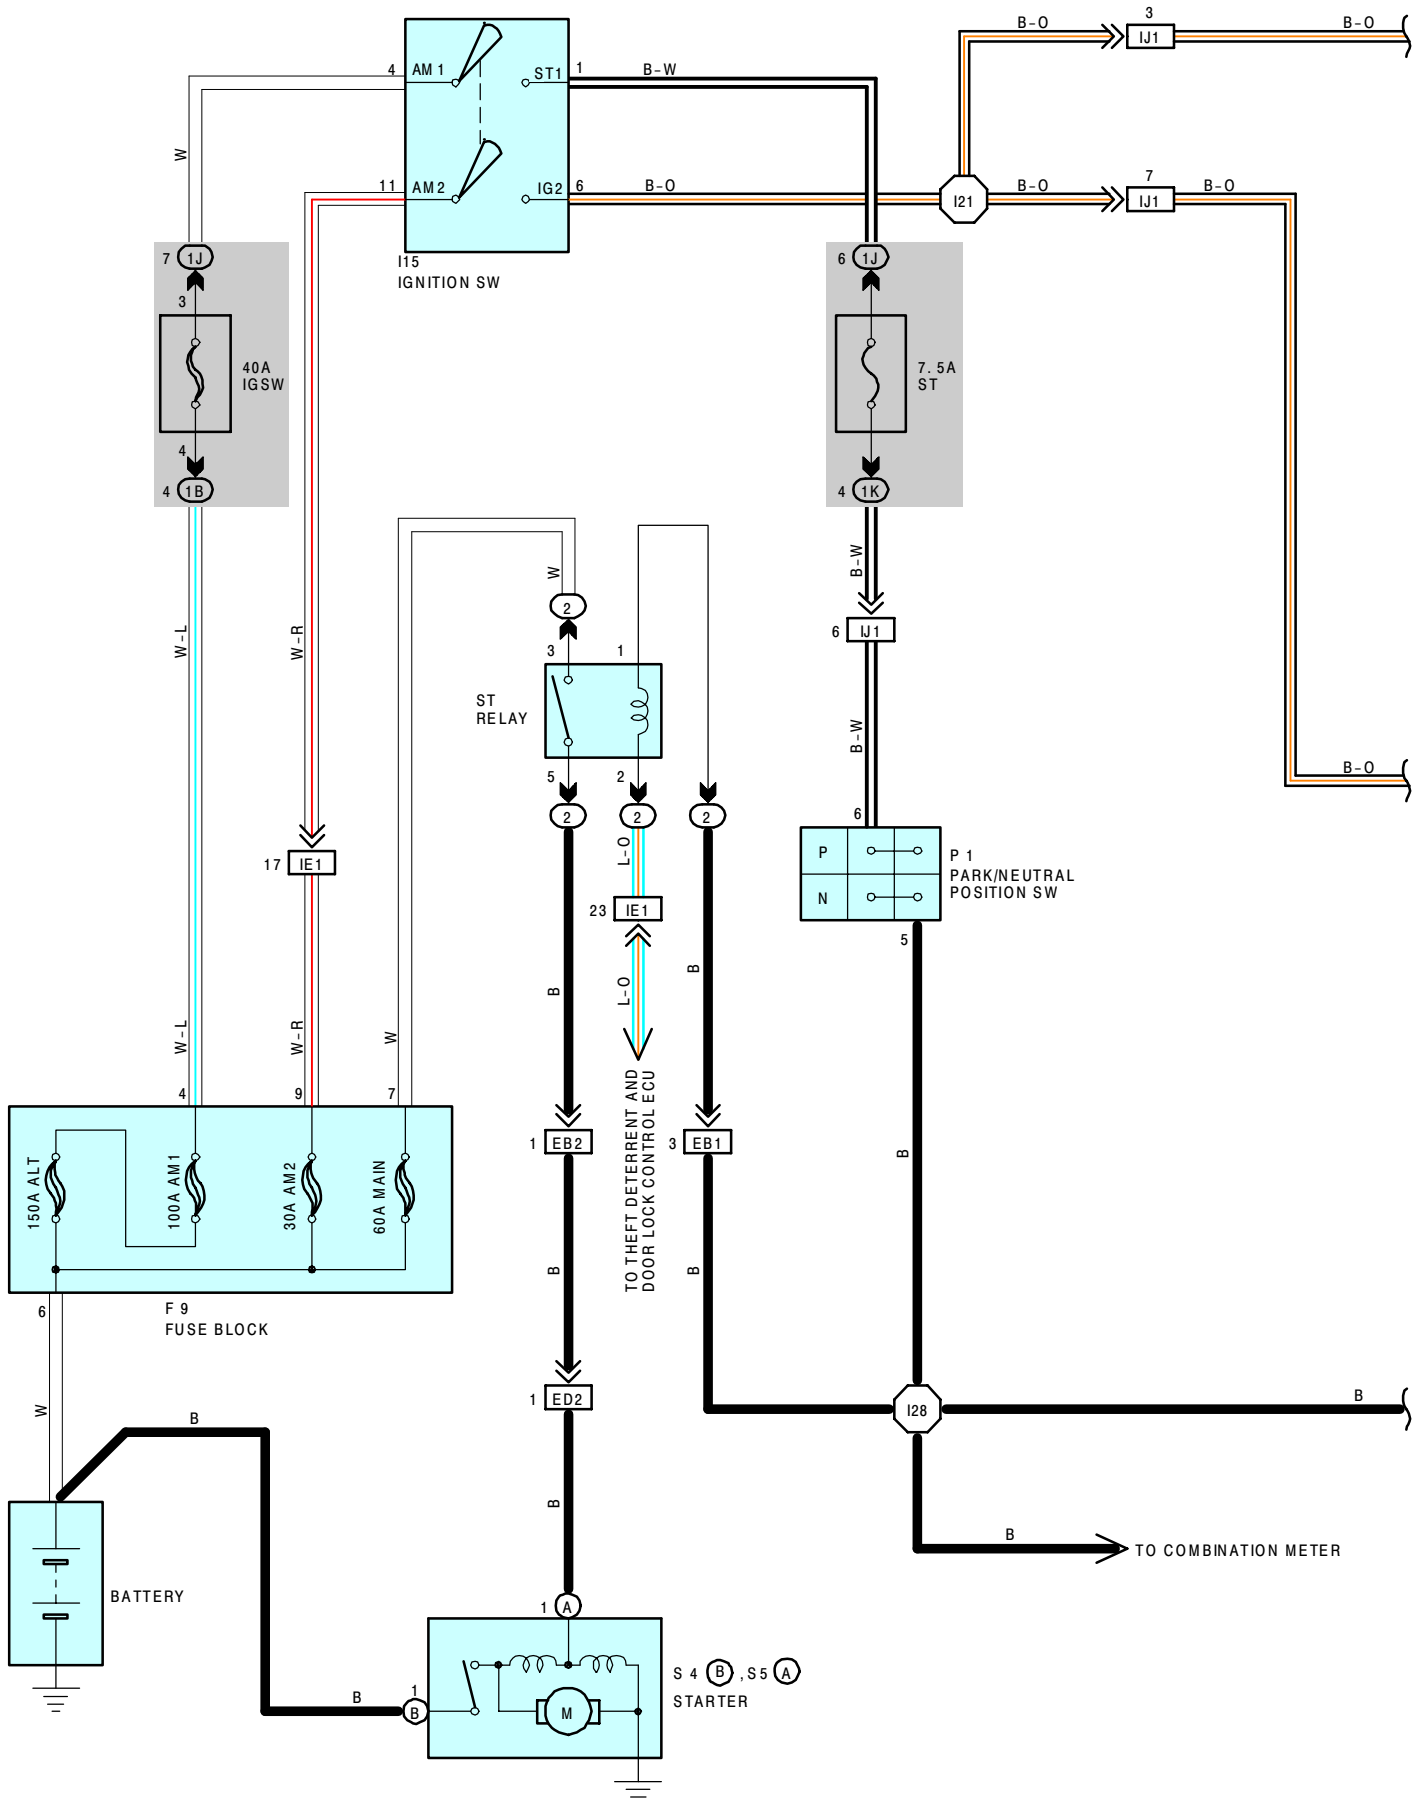 3
B-O
IJ1
B-O
4
AM1
ST1
1
B-W
W
11
AM2
IG2
6
B-O
I21
B-O
7
IJ1
B-O
I15
IGNITION SW
7
1J
3
40A
IGSW
4
4
1B
6
1J
7.5A
ST
4
1K
W-L
W-R
W
2
B-W
6
IJ1
3
1
ST
RELAY
5
2
2
2
2
B-W
B-O
6
P
N
P 1
PARK/NEUTRAL
POSITION SW
5
17
IE1
L-O
23
IE1
L-O
B
B
W-L
W-R
W
4
9
7
TO THEFT DETERRENT AND
DOOR LOCK CONTROL ECU
150A ALT
100A AM1
30A AM2
60A MAIN
1
EB2
3
EB1
B
B
B
6
F 9
FUSE BLOCK
1
ED2
W
B
I28
B
B
B
TO COMBINATION METER
BATTERY
1
A
1
B
B
M
S 4
B
,S5
A
STARTER